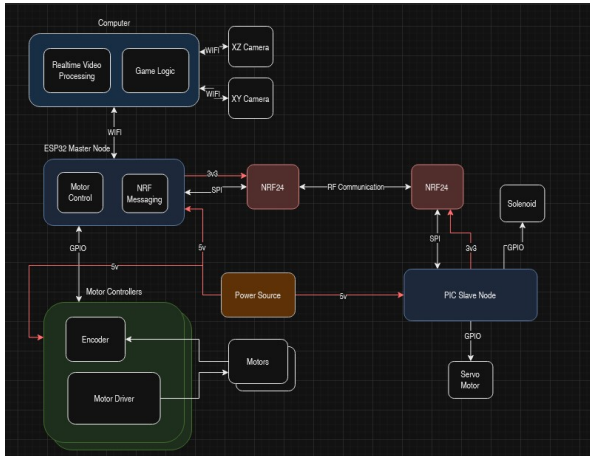 Computer
Realtime Video
Processing
Game Logic
WIFI
XZ Camera
WIFI
XY Camera
WIFI
ESP32 Master Node
Motor
Control
NRF
Messaging
3v3
SPI
NRF24
RF Communication
NRF24
Solenoid
GPIO
5v
5v
SPI
3v3
GPIO
Motor Controllers
Power Source
5v
PIC Slave Node
Encoder
Motors
Motor Driver
GPIO
Servo
Motor